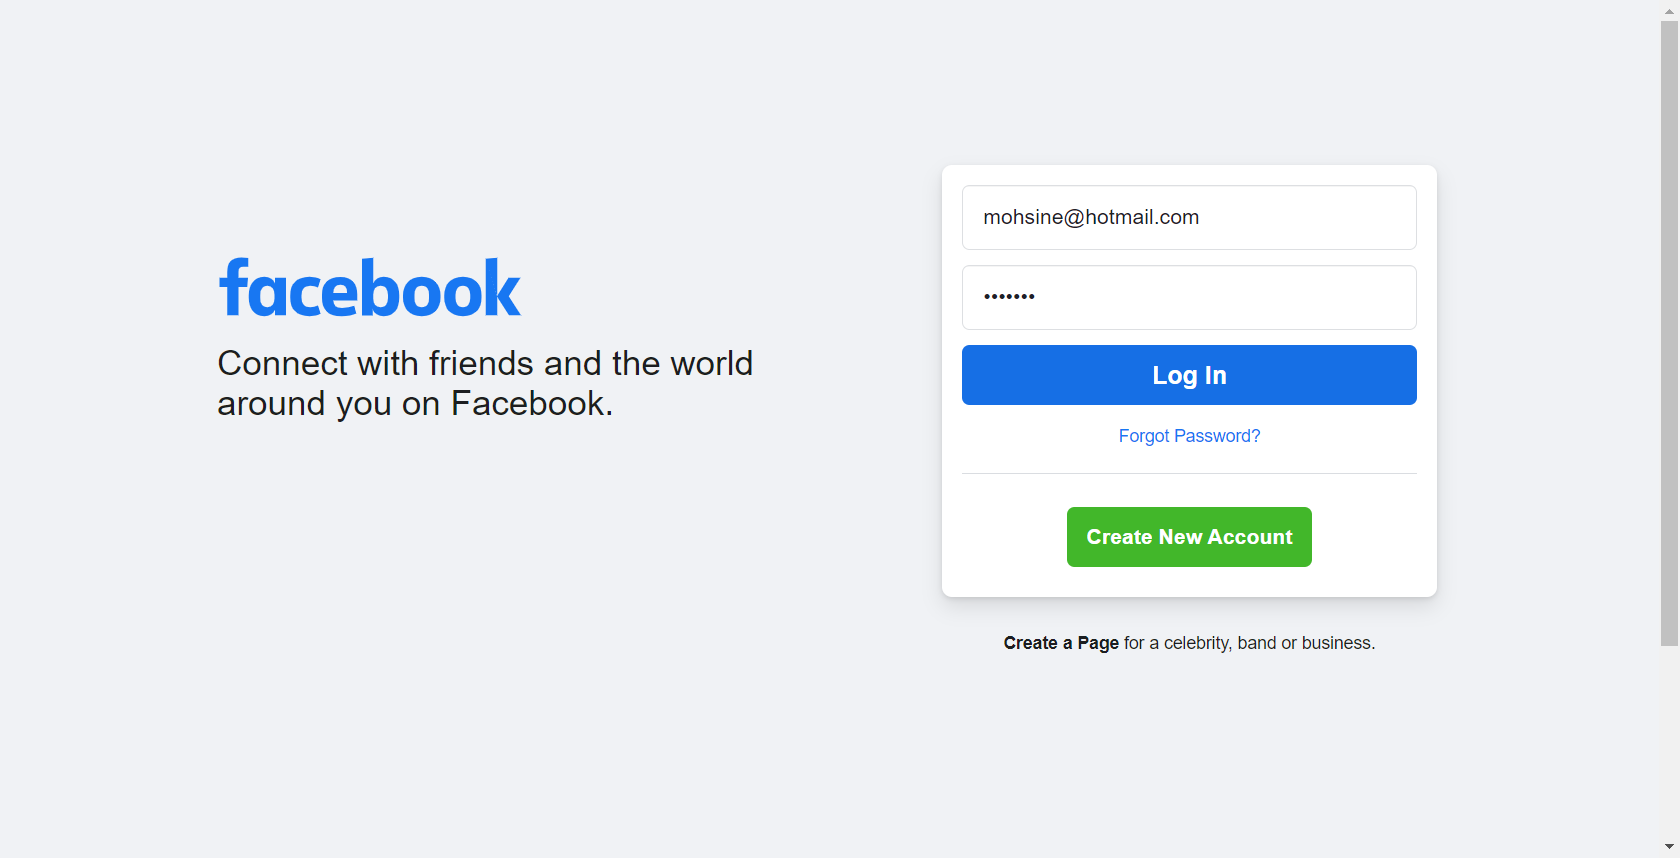 facebook
Connect with friends and the world
around you on Facebook.
mohsine@hotmail.com
•••••••
Log In
Forgot Password?
Create New Account
Create a Page for a celebrity, band or business.